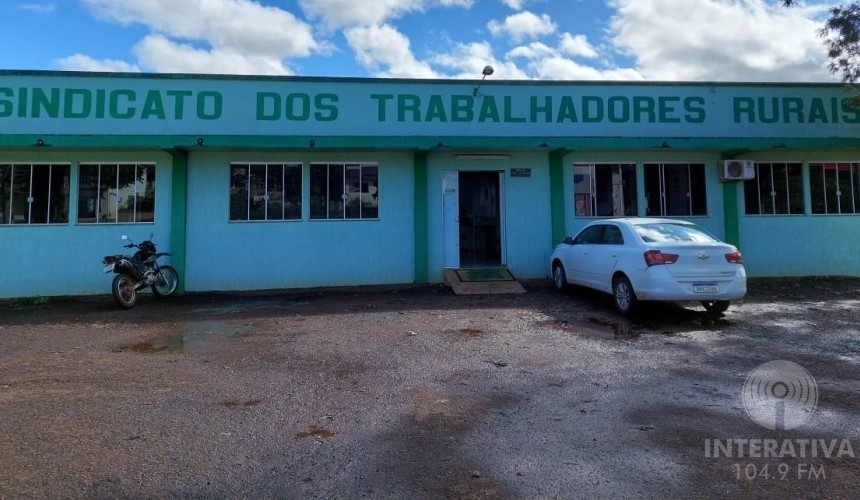 SINDICATO DOS TRABALHADORES RURAIS
INTERATIVA
104.9 FM